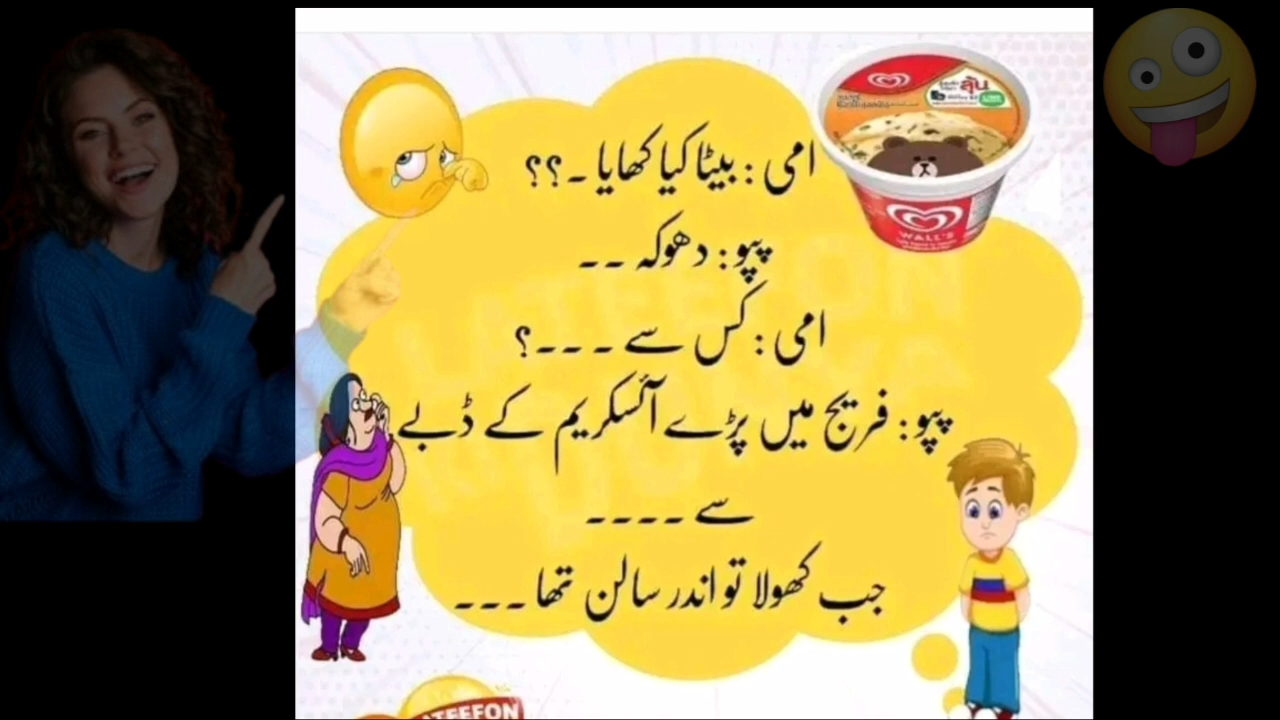 امی : بیٹا کیا کھایا ۔؟؟
پپو : دھوکہ ۔۔
امی : کس سے ۔ ۔ ۔ ۔؟
پپو : فریج میں پڑے آئسکریم کے ڈبے
سے ۔ ۔ ۔ ۔
جب کھولا تو اندر سالن تھا ۔ ۔ ۔
WALL'S
LATEEFON